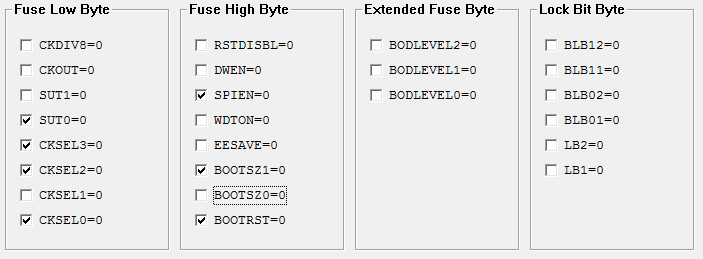 Fuse Low Byte
CKDIV8=0
CKOUT=0
SUT1=0
SUT0=0
CKSEL3=0
CKSEL2=0
CKSEL1=0
CKSEL0=0
Fuse High Byte
RSTDISBL=0
DWEN=0
SPIEN=0
WDTON=0
EESAVE=0
BOOTSZ1=0
BOOTSZ0=0
BOOTRST=0
Extended Fuse Byte
BODLEVEL2=0
BODLEVEL1=0
BODLEVEL0=0
Lock Bit Byte
BLB12=0
BLB11=0
BLB02=0
BLB01=0
LB2=0
LB1=0